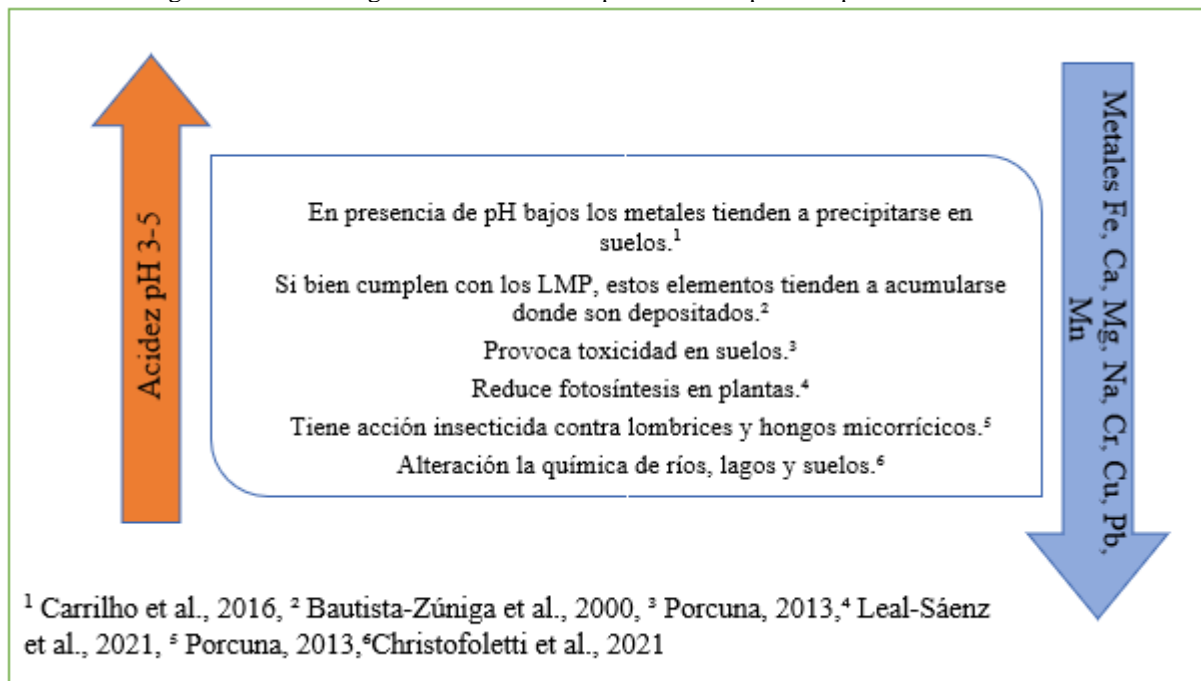 Acidez pH 3-5
En presencia de pH bajos los metales tienden a precipitarse en
suelos.¹
Si bien cumplen con los LMP, estos elementos tienden a acumularse
donde son depositados.²
Provoca toxicidad en suelos.³
Reduce fotosíntesis en plantas.⁴
Tiene acción insecticida contra lombrices y hongos micorrícicos.⁵
Alteración la química de ríos, lagos y suelos.⁶
Metales Fe, Ca, Mg, Na, Cr, Cu, Pb,
Mn
¹ Carrilho et al., 2016, ² Bautista-Zúniga et al., 2000, ³ Porcuna, 2013,⁴ Leal-Sáenz
et al., 2021, ⁵ Porcuna, 2013,⁶Christofoletti et al., 2021